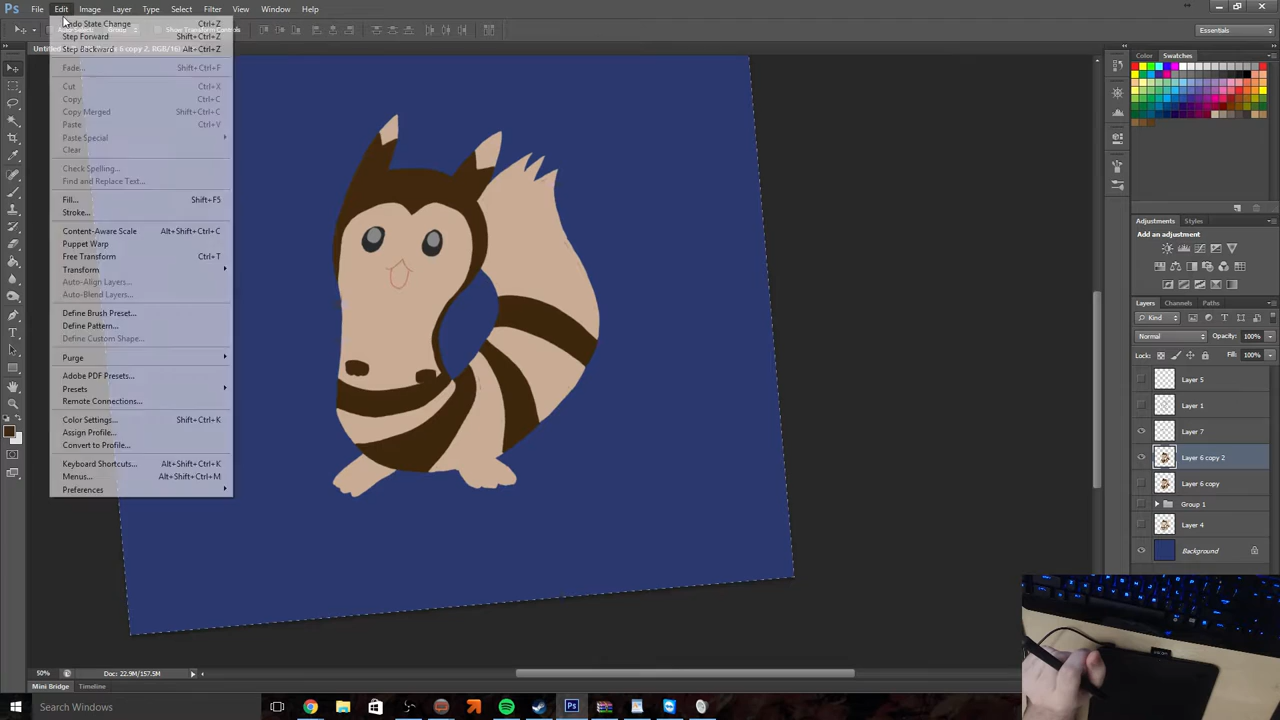 Ps File Edit Image Layer Type Select Filter View Window Help
Essentials
Undo State Change Ctrl+Z
Step Forward Shift+Ctrl+Z
Step Backward Alt+Ctrl+Z
Fade... Shift+Ctrl+F
Cut Ctrl+X
Copy Ctrl+C
Copy Merged Shift+Ctrl+C
Paste Ctrl+V
Paste Special
Clear
Check Spelling...
Find and Replace Text...
Fill... Shift+F5
Stroke...
Content-Aware Scale Alt+Shift+Ctrl+C
Puppet Warp
Free Transform Ctrl+T
Transform
Auto-Align Layers...
Auto-Blend Layers...
Define Brush Preset...
Define Pattern...
Define Custom Shape...
Purge
Adobe PDF Presets...
Presets
Remote Connections...
Color Settings... Shift+Ctrl+K
Assign Profile...
Convert to Profile...
Keyboard Shortcuts... Alt+Shift+Ctrl+K
Menus... Alt+Shift+Ctrl+M
Preferences
Color Swatches
Adjustments Styles
Add an adjustment
Layers Channels Paths
Kind
Normal Opacity: 100%
Lock: Fill: 100%
Layer 5
Layer 1
Layer 7
Layer 6 copy 2
Layer 6 copy
Group 1
Layer 4
Background
50% Doc: 22.9M/157.5M
Mini Bridge Timeline
Search Windows